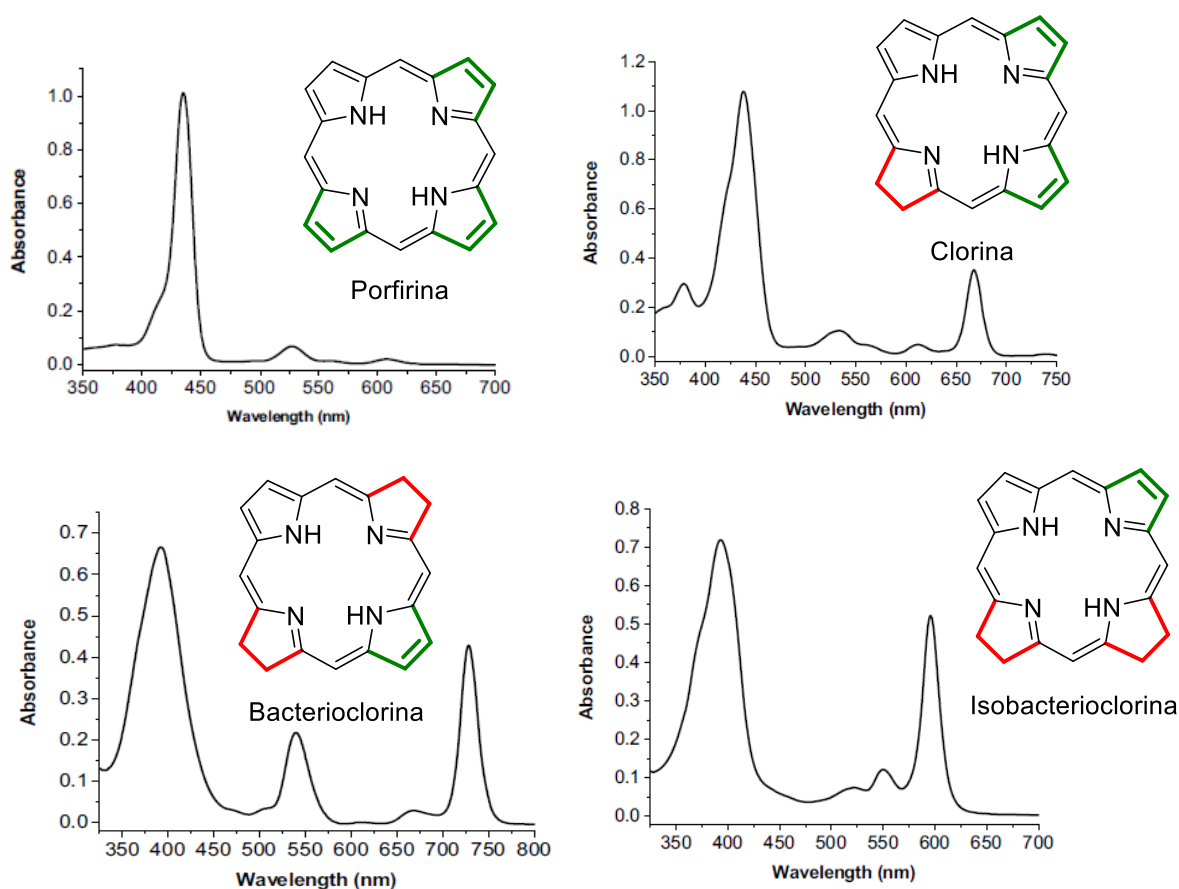 Absorbance
1.0
0.8
0.6
0.4
0.2
0.0
350 400 450 500 550 600 650 700
Wavelength (nm)
NH N
N HN
Porfirina
Absorbance
1.2
1.0
0.8
0.6
0.4
0.2
0.0
350 400 450 500 550 600 650 700 750
Wavelength (nm)
NH N
N HN
Clorina
Absorbance
0.7
0.6
0.5
0.4
0.3
0.2
0.1
0.0
350 400 450 500 550 600 650 700 750 800
Wavelength (nm)
NH N
N HN
Bacterioclorina
Absorbance
0.8
0.7
0.6
0.5
0.4
0.3
0.2
0.1
0.0
350 400 450 500 550 600 650 700
Wavelength (nm)
NH N
N HN
Isobacterioclorina